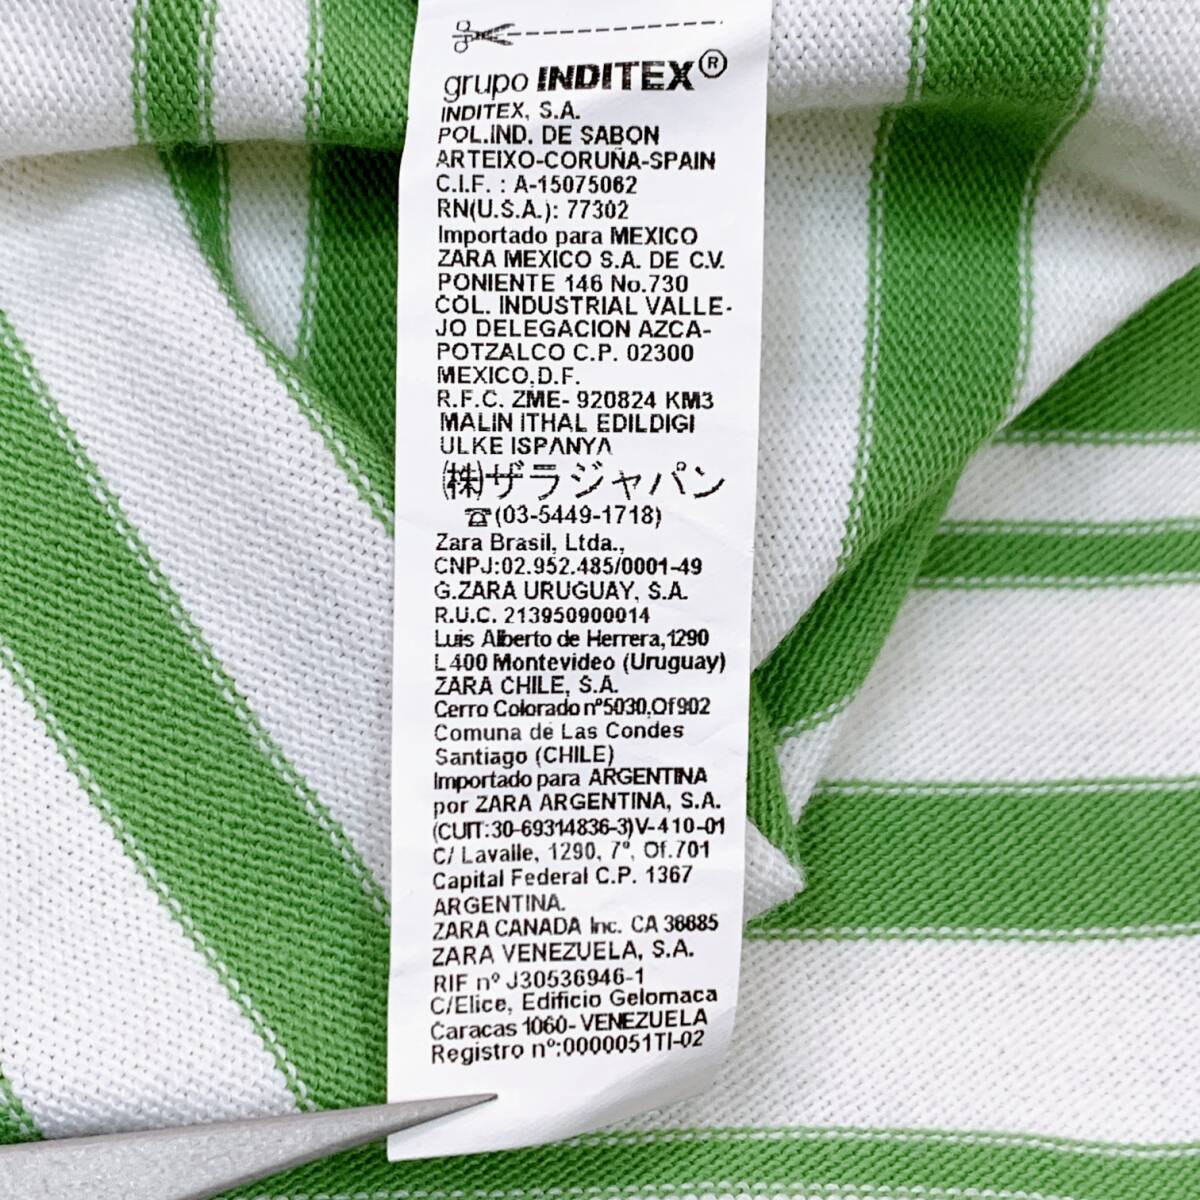 grupo INDITEX®
INDITEX, S.A.
POL.IND. DE SABON
ARTEIXO-CORUÑA-SPAIN
C.I.F. : A-15075062
RN(U.S.A.): 77302
Importado para MEXICO
ZARA MEXICO S.A. DE C.V.
PONIENTE 146 No.730
COL. INDUSTRIAL VALLE-
JO DELEGACION AZCA-
POTZALCO C.P. 02300
MEXICO,D.F.
R.F.C. ZME- 920824 KM3
MALIN ITHAL EDILDIGI
ULKE ISPANYA
(株)ザラジャパン
☎(03-5449-1718)
Zara Brasil, Ltda.,
CNPJ:02.952.485/0001-49
G.ZARA URUGUAY, S.A.
R.U.C. 213950900014
Luis Alberto de Herrera,1290
L 400 Montevideo (Uruguay)
ZARA CHILE, S.A.
Cerro Colorado nº5030,Of902
Comuna de Las Condes
Santiago (CHILE)
Importado para ARGENTINA
por ZARA ARGENTINA, S.A.
(CUIT:30-69314836-3)V-410-01
C/ Lavalle, 1290, 7º, Of.701
Capital Federal C.P. 1367
ARGENTINA.
ZARA CANADA Inc. CA 36685
ZARA VENEZUELA, S.A.
RIF nº J30536946-1
C/Elice, Edificio Gelomaca
Caracas 1060- VENEZUELA
Registro nº:0000051TI-02